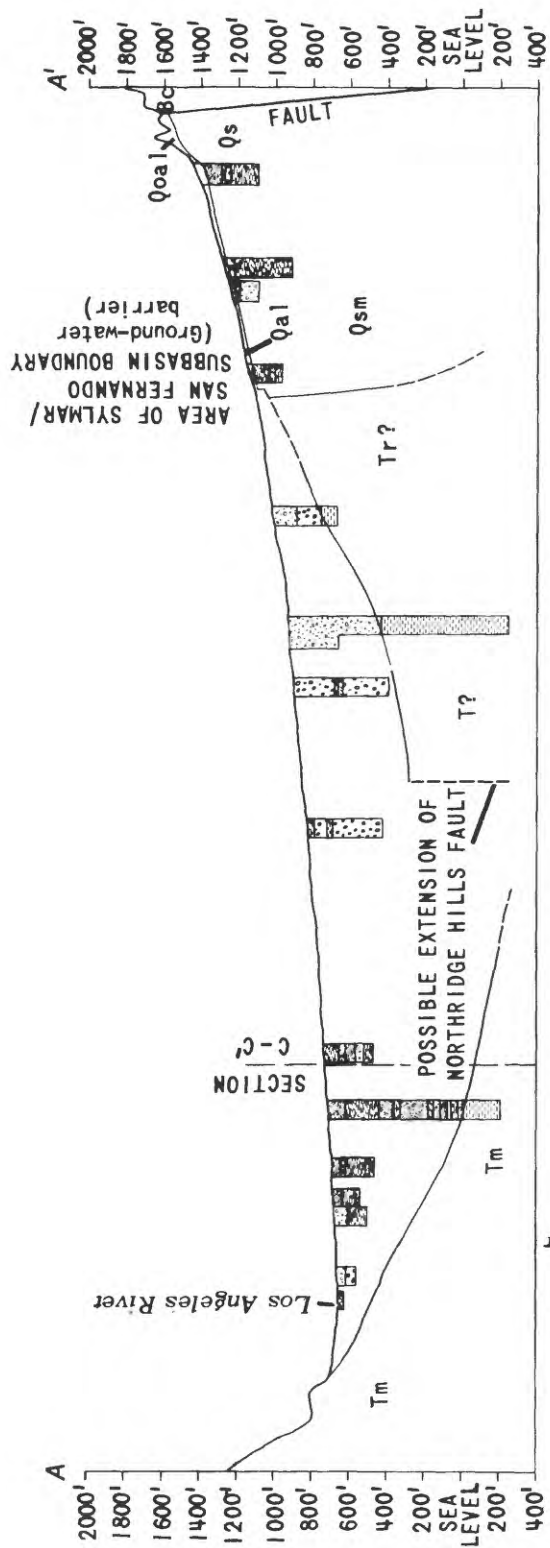 A
A'
2000'
1800'
1600'
1400'
1200'
1000'
800'
600'
400'
200'
SEA
LEVEL
200'
400'
2000'
1800'
1600'
1400'
1200'
1000'
800'
600'
400'
200'
SEA
LEVEL
200'
400'
Tm
Los Angeles River
Tm
SECTION
C-C'
POSSIBLE EXTENSION OF
NORTHRIDGE HILLS FAULT
T?
Tr?
AREA OF SYLMAR/
SAN FERNANDO
SUBBASIN BOUNDARY
(Ground-water
barrier)
Qal
Qsm
Qoal
Qs
Bc
FAULT